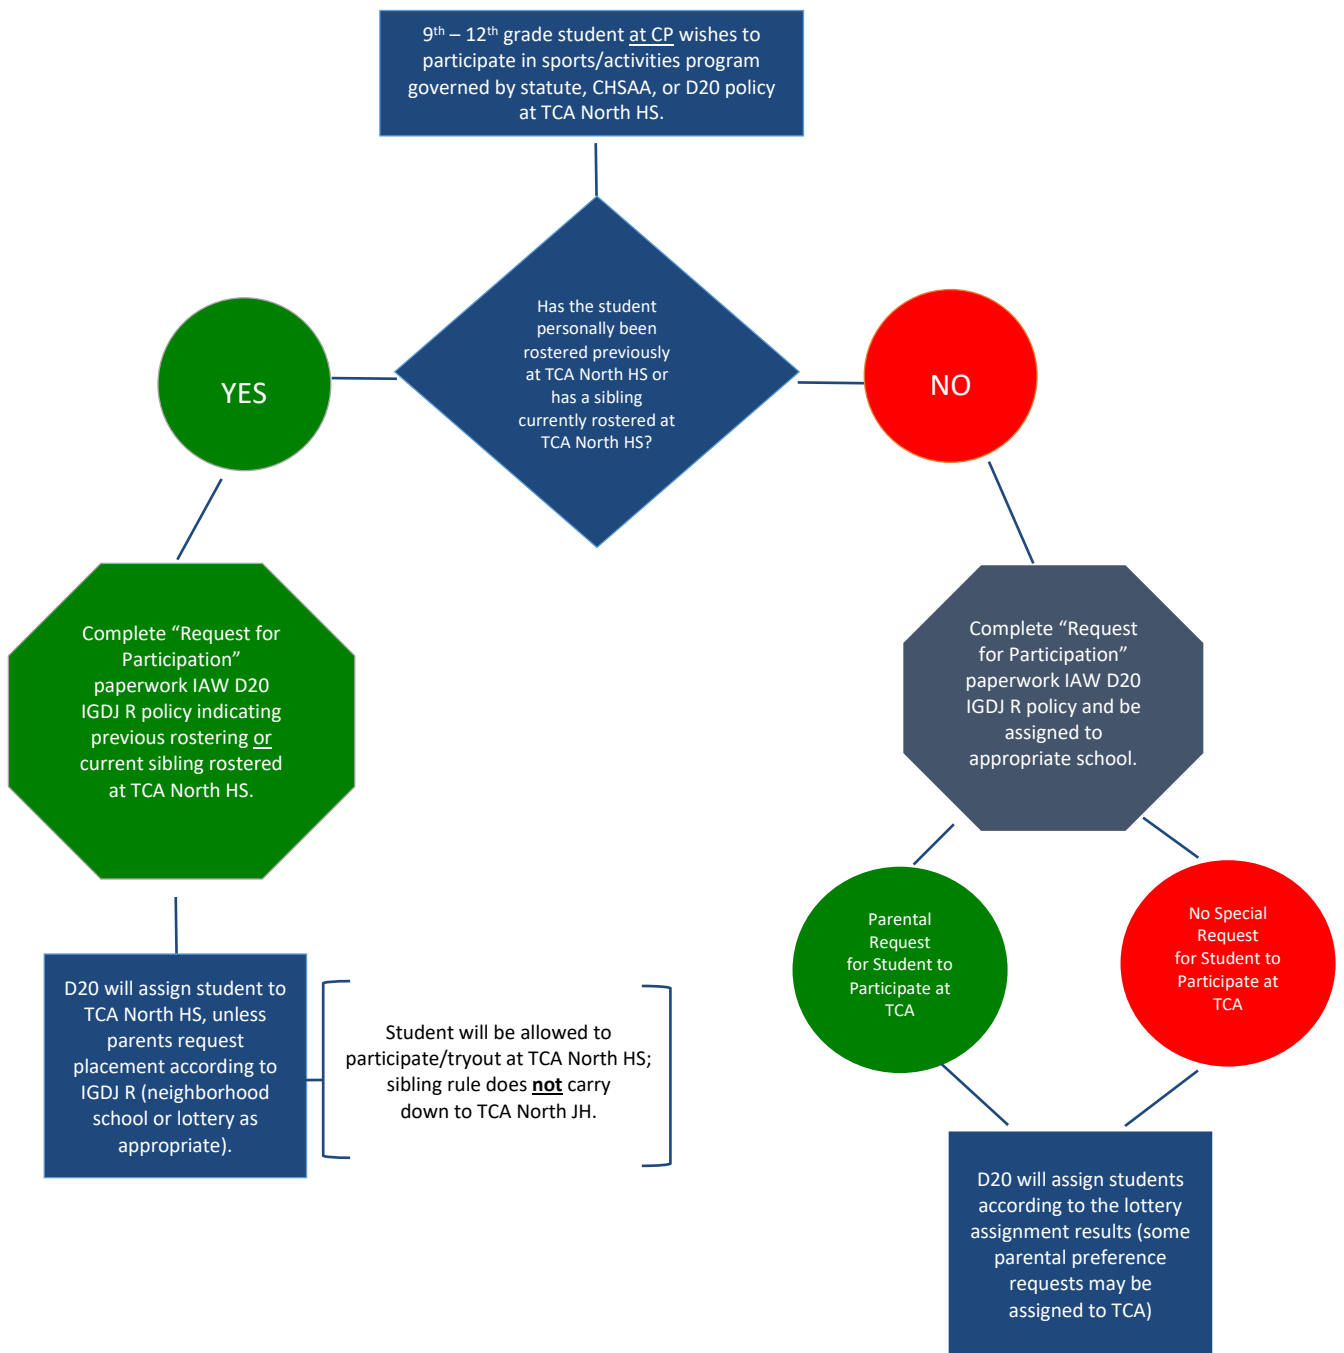 9th – 12th grade student at CP wishes to
participate in sports/activities program
governed by statute, CHSAA, or D20 policy
at TCA North HS.
Has the student
personally been
rostered previously
at TCA North HS or
has a sibling
currently rostered at
TCA North HS?
YES
NO
Complete “Request for
Participation”
paperwork IAW D20
IGDJ R policy indicating
previous rostering or
current sibling rostered
at TCA North HS.
Complete “Request
for Participation”
paperwork IAW D20
IGDJ R policy and be
assigned to
appropriate school.
Parental
Request
for Student to
Participate at
TCA
No Special
Request
for Student to
Participate at
TCA
D20 will assign student to
TCA North HS, unless
parents request
placement according to
IGDJ R (neighborhood
school or lottery as
appropriate).
Student will be allowed to
participate/tryout at TCA North HS;
sibling rule does not carry
down to TCA North JH.
D20 will assign students
according to the lottery
assignment results (some
parental preference
requests may be
assigned to TCA)